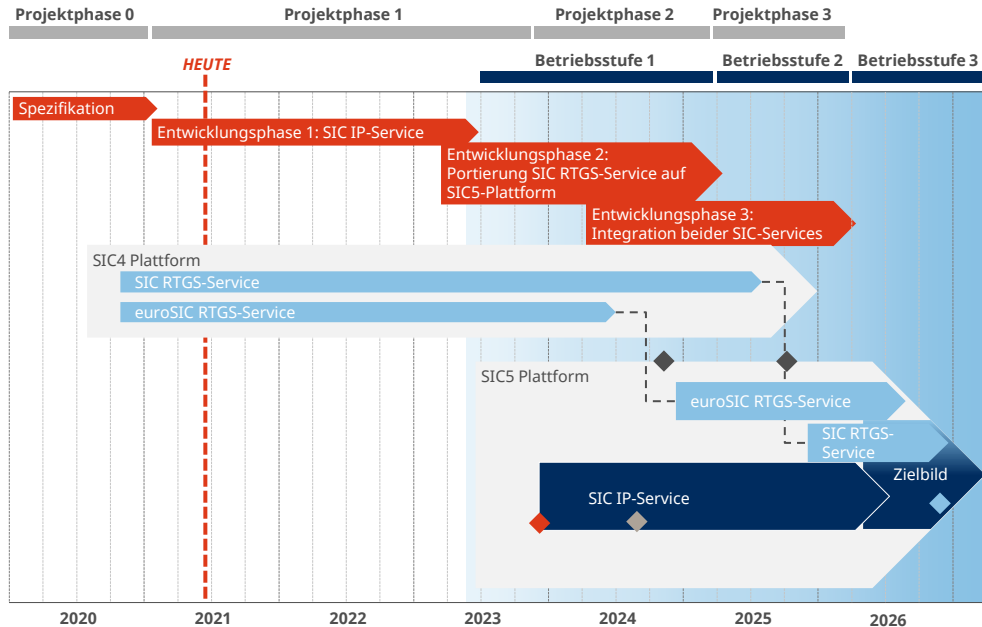 Projektphase 0
Projektphase 1
Projektphase 2
Projektphase 3
HEUTE
Betriebsstufe 1
Betriebsstufe 2
Betriebsstufe 3
Spezifikation
Entwicklungsphase 1: SIC IP-Service
Entwicklungsphase 2:
Portierung SIC RTGS-Service auf
SIC5-Plattform
Entwicklungsphase 3:
Integration beider SIC-Services
SIC4 Plattform
SIC RTGS-Service
euroSIC RTGS-Service
SIC5 Plattform
euroSIC RTGS-Service
SIC RTGS-
Service
Zielbild
SIC IP-Service
2020
2021
2022
2023
2024
2025
2026